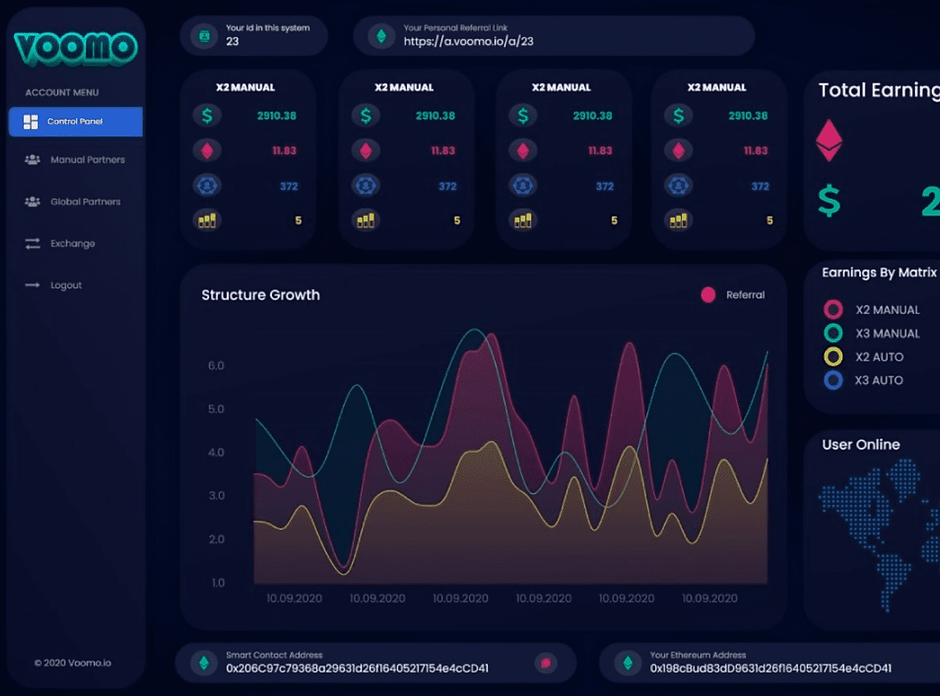 VOOMO
ACCOUNT MENU
Control Panel
Manual Partners
Global Partners
Exchange
Logout
© 2020 Voomo.io
Your Id in this system
23
Your Personal Referral Link
https://a.voomo.io/a/23
X2 MANUAL
2910.38
11.83
372
5
X2 MANUAL
2910.38
11.83
372
5
X2 MANUAL
2910.38
11.83
372
5
X2 MANUAL
2910.38
11.83
372
5
Total Earning
$ 2
Structure Growth
Referral
6.0
5.0
4.0
3.0
2.0
1.0
10.09.2020 10.09.2020 10.09.2020 10.09.2020 10.09.2020 10.09.2020
Earnings By Matrix
X2 MANUAL
X3 MANUAL
X2 AUTO
X3 AUTO
User Online
Smart Contact Address
0x206C97c79368a29631d26f16405217154e4cCD41
Your Ethereum Address
0x198cBud83dD9631d26f16405217154e4cCD41